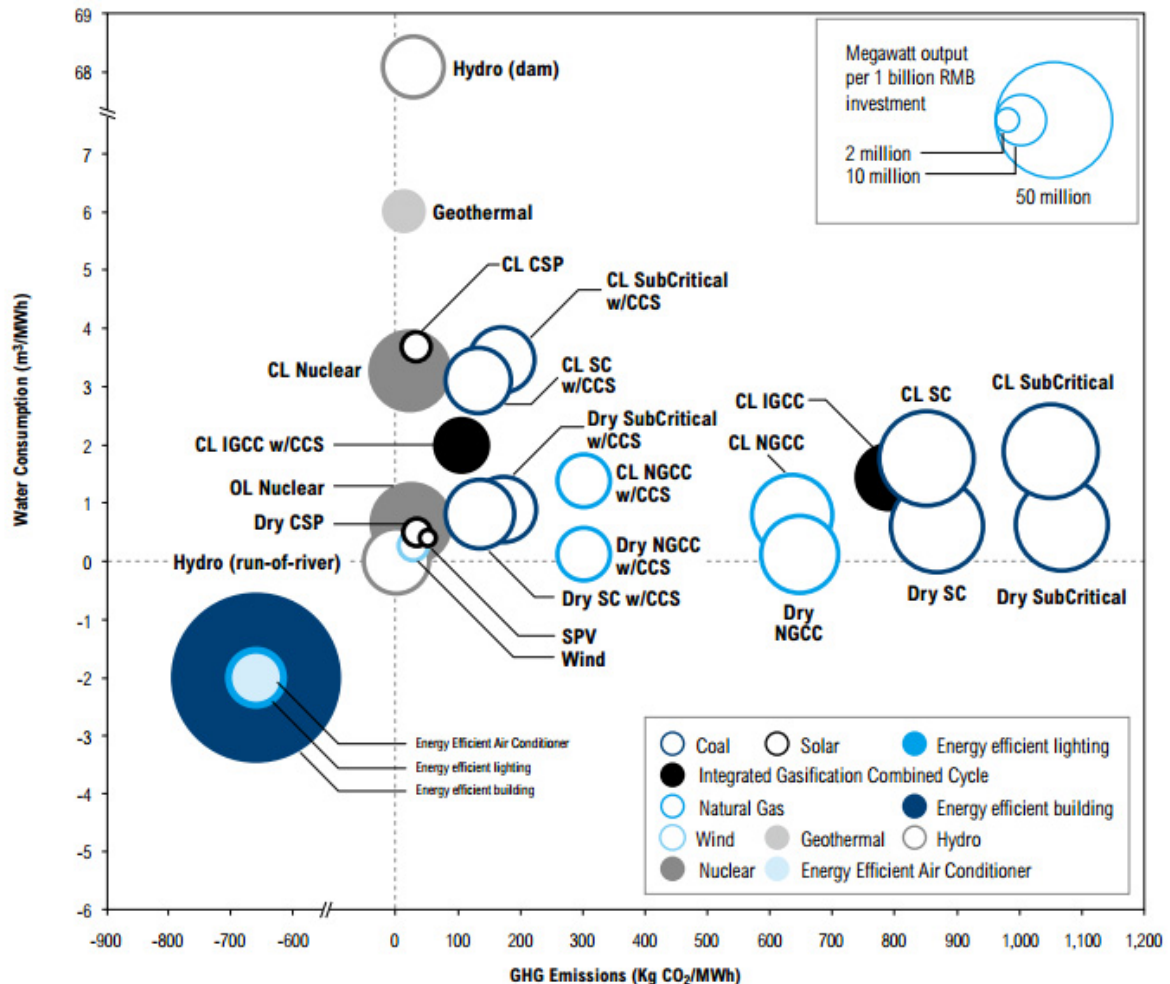 69
68
7
6
5
4
3
2
1
0
-1
-2
-3
-4
-5
-6
Water Consumption (m³/MWh)
Hydro (dam)
Megawatt output
per 1 billion RMB
investment
2 million
10 million
50 million
Geothermal
CL CSP
CL SubCritical
w/CCS
CL Nuclear
CL SC
w/CCS
CL IGCC w/CCS
Dry SubCritical
w/CCS
CL IGCC
CL SC
CL SubCritical
CL NGCC
CL NGCC
w/CCS
OL Nuclear
Dry CSP
Hydro (run-of-river)
Dry NGCC
w/CCS
Dry SC w/CCS
Dry
NGCC
Dry SC
Dry SubCritical
SPV
Wind
Energy Efficient Air Conditioner
Energy efficient lighting
Energy efficient building
Coal
Solar
Energy efficient lighting
Integrated Gasification Combined Cycle
Natural Gas
Energy efficient building
Wind
Geothermal
Hydro
Nuclear
Energy Efficient Air Conditioner
-900 -800 -700 -600 0 100 200 300 400 500 600 700 800 900 1,000 1,100 1,200
GHG Emissions (Kg CO₂/MWh)